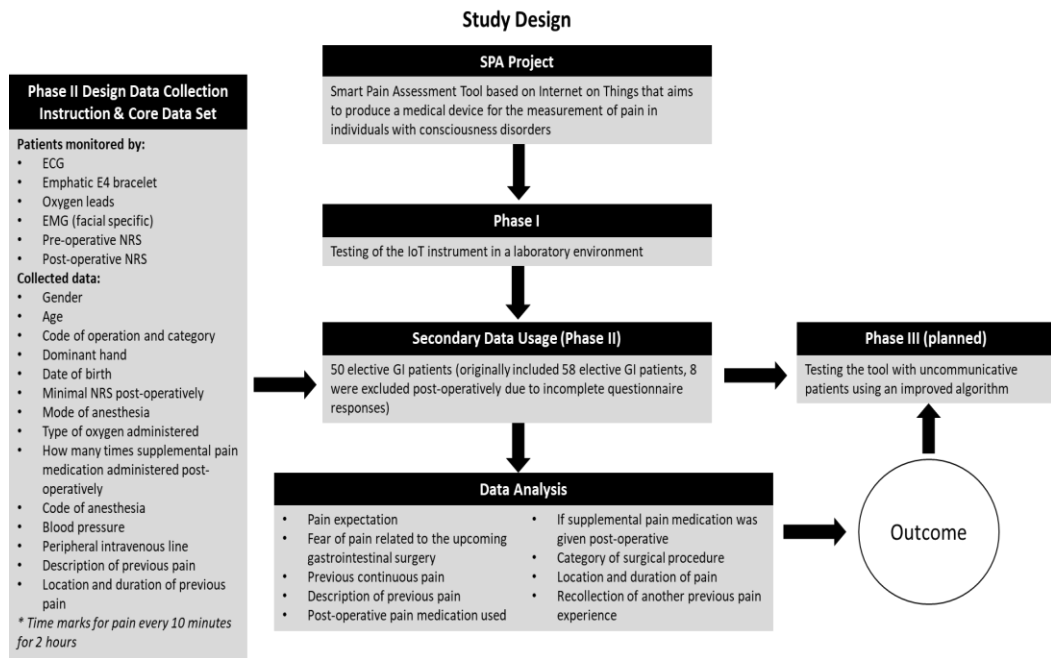 Study Design
SPA Project
Smart Pain Assessment Tool based on Internet on Things that aims
to produce a medical device for the measurement of pain in
individuals with consciousness disorders
Phase II Design Data Collection
Instruction & Core Data Set
Patients monitored by:
• ECG
• Emphatic E4 bracelet
• Oxygen leads
• EMG (facial specific)
• Pre-operative NRS
• Post-operative NRS
Collected data:
• Gender
• Age
• Code of operation and category
• Dominant hand
• Date of birth
• Minimal NRS post-operatively
• Mode of anesthesia
• Type of oxygen administered
• How many times supplemental pain
medication administered post-
operatively
• Code of anesthesia
• Blood pressure
• Peripheral intravenous line
• Description of previous pain
• Location and duration of previous
pain
* Time marks for pain every 10 minutes
for 2 hours
Phase I
Testing of the IoT instrument in a laboratory environment
Secondary Data Usage (Phase II)
50 elective GI patients (originally included 58 elective GI patients, 8
were excluded post-operatively due to incomplete questionnaire
responses)
Phase III (planned)
Testing the tool with uncommunicative
patients using an improved algorithm
Data Analysis
• Pain expectation
• Fear of pain related to the upcoming
gastrointestinal surgery
• Previous continuous pain
• Description of previous pain
• Post-operative pain medication used
• If supplemental pain medication was
given post-operative
• Category of surgical procedure
• Location and duration of pain
• Recollection of another previous pain
experience
Outcome